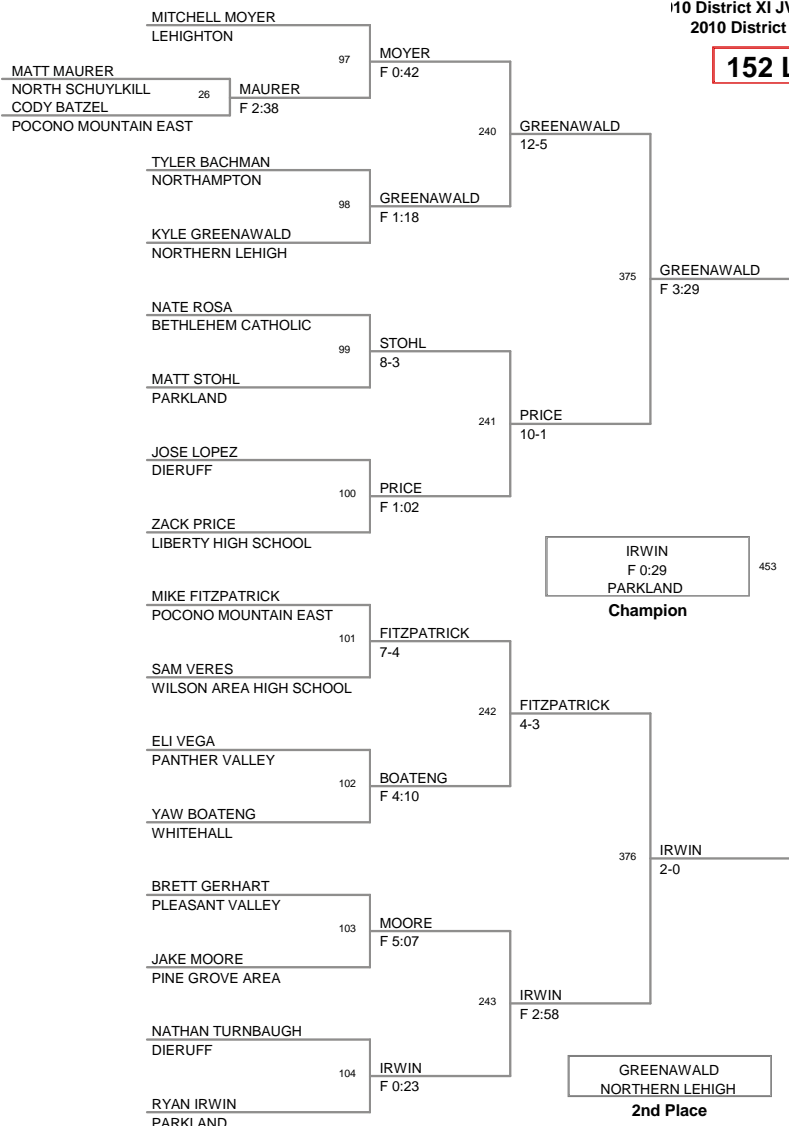 10 District XI JV
2010 District
152 L
MITCHELL MOYER
LEHIGHTON
97
MOYER
F 0:42
MATT MAURER
NORTH SCHUYLKILL
CODY BATZEL
POCONO MOUNTAIN EAST
26
MAURER
F 2:38
240
GREENAWALD
12-5
TYLER BACHMAN
NORTHAMPTON
98
GREENAWALD
F 1:18
KYLE GREENAWALD
NORTHERN LEHIGH
375
GREENAWALD
F 3:29
NATE ROSA
BETHLEHEM CATHOLIC
99
STOHL
8-3
MATT STOHL
PARKLAND
241
PRICE
10-1
JOSE LOPEZ
DIERUFF
100
PRICE
F 1:02
ZACK PRICE
LIBERTY HIGH SCHOOL
IRWIN
F 0:29
PARKLAND
453
Champion
MIKE FITZPATRICK
POCONO MOUNTAIN EAST
101
FITZPATRICK
7-4
SAM VERES
WILSON AREA HIGH SCHOOL
242
FITZPATRICK
4-3
ELI VEGA
PANTHER VALLEY
102
BOATENG
F 4:10
YAW BOATENG
WHITEHALL
376
IRWIN
2-0
BRETT GERHART
PLEASANT VALLEY
103
MOORE
F 5:07
JAKE MOORE
PINE GROVE AREA
243
IRWIN
F 2:58
NATHAN TURNBAUGH
DIERUFF
104
IRWIN
F 0:23
RYAN IRWIN
PARKLAND
GREENAWALD
NORTHERN LEHIGH
2nd Place